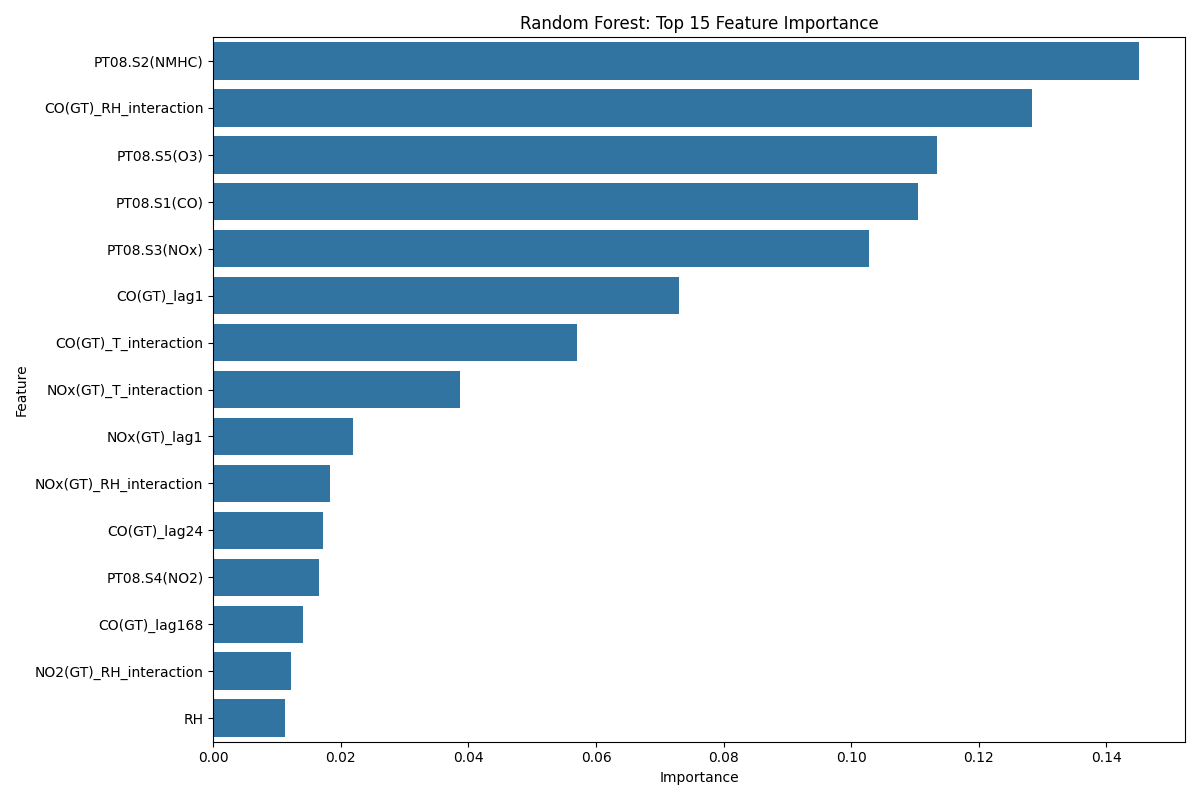 Random Forest: Top 15 Feature Importance
PT08.S2(NMHC)
CO(GT)_RH_interaction
PT08.S5(O3)
PT08.S1(CO)
PT08.S3(NOx)
CO(GT)_lag1
CO(GT)_T_interaction
NOx(GT)_T_interaction
NOx(GT)_lag1
NOx(GT)_RH_interaction
CO(GT)_lag24
PT08.S4(NO2)
CO(GT)_lag168
NO2(GT)_RH_interaction
RH
Feature
0.00 0.02 0.04 0.06 0.08 0.10 0.12 0.14
Importance